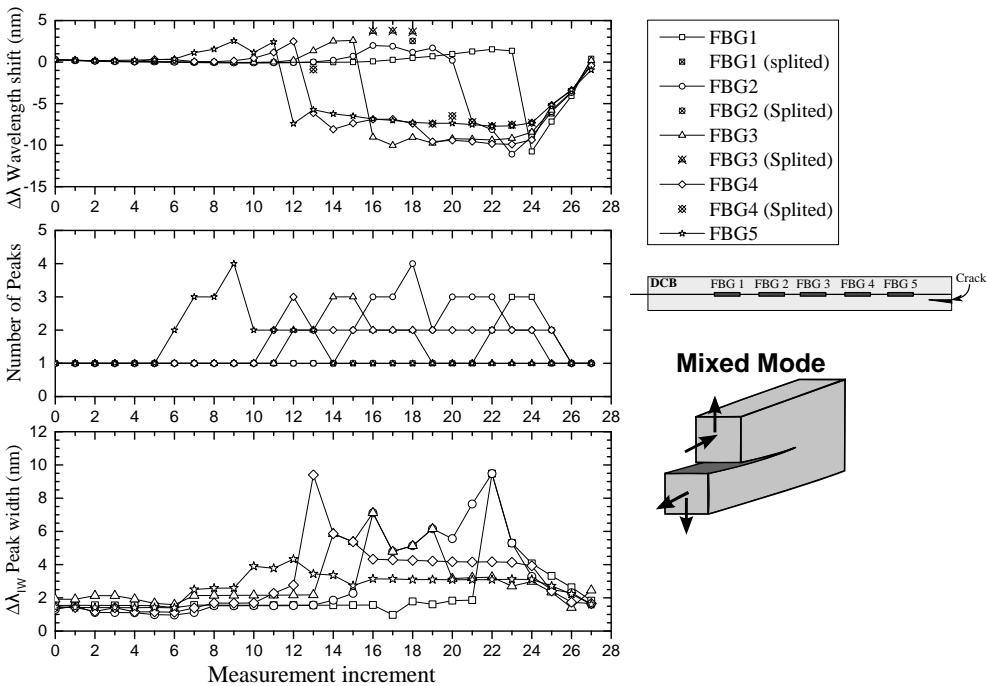 Δλ Wavelength shift (nm)
5
0
-5
-10
-15
0 2 4 6 8 10 12 14 16 18 20 22 24 26 28
Number of Peaks
5
4
3
2
1
0
0 2 4 6 8 10 12 14 16 18 20 22 24 26 28
Δλ_IW Peak width (nm)
12
10
8
6
4
2
0
0 2 4 6 8 10 12 14 16 18 20 22 24 26 28
Measurement increment
FBG1
FBG1 (splited)
FBG2
FBG2 (Splited)
FBG3
FBG3 (Splited)
FBG4
FBG4 (Splited)
FBG5
DCB
FBG 1 FBG 2 FBG 3 FBG 4 FBG 5
Crack
Mixed Mode